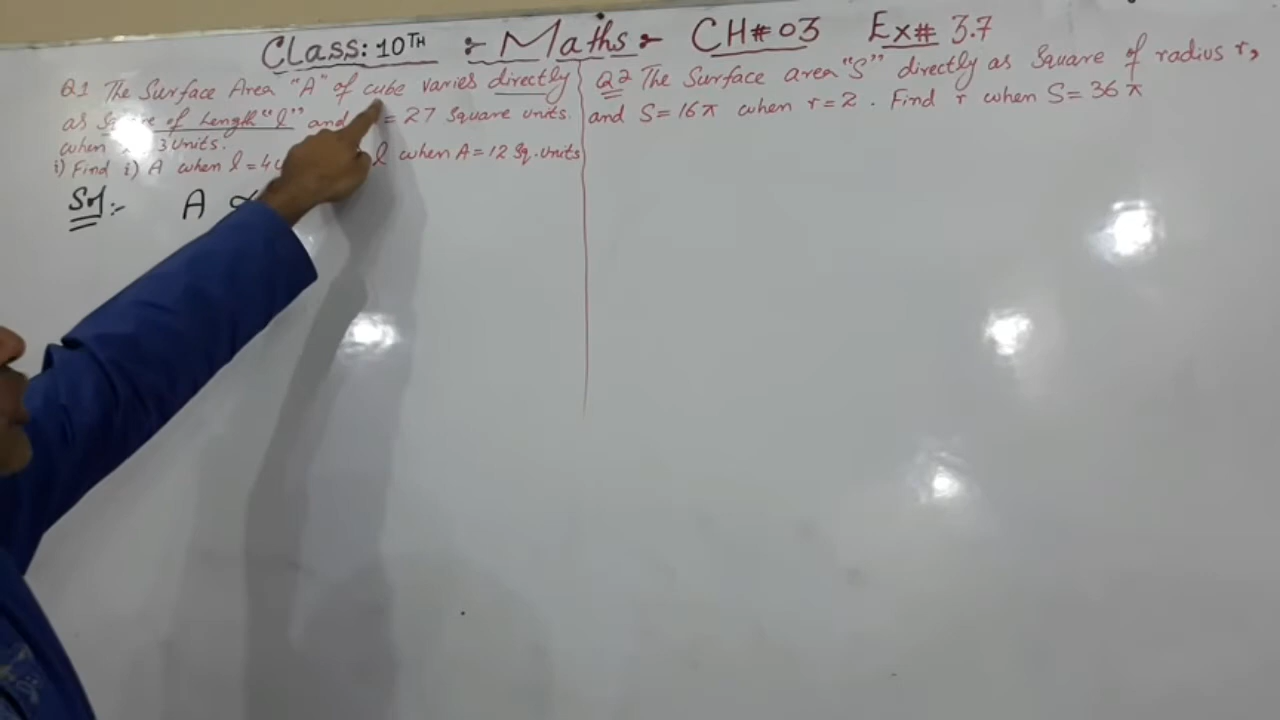 CLASS: 10TH :- Maths:- CH# 03 Ex# 3.7
Q1 The Surface Area "A" of cube varies directly
as Square of Length "l" and = 27 Square units.
when 3 units.
i) Find i) A when l = 4 l when A = 12 Sq. units
Q2 The Surface area "S" directly as Square of radius r,
and S = 16π when r = 2. Find r when S = 36π
Sol:- A ∝